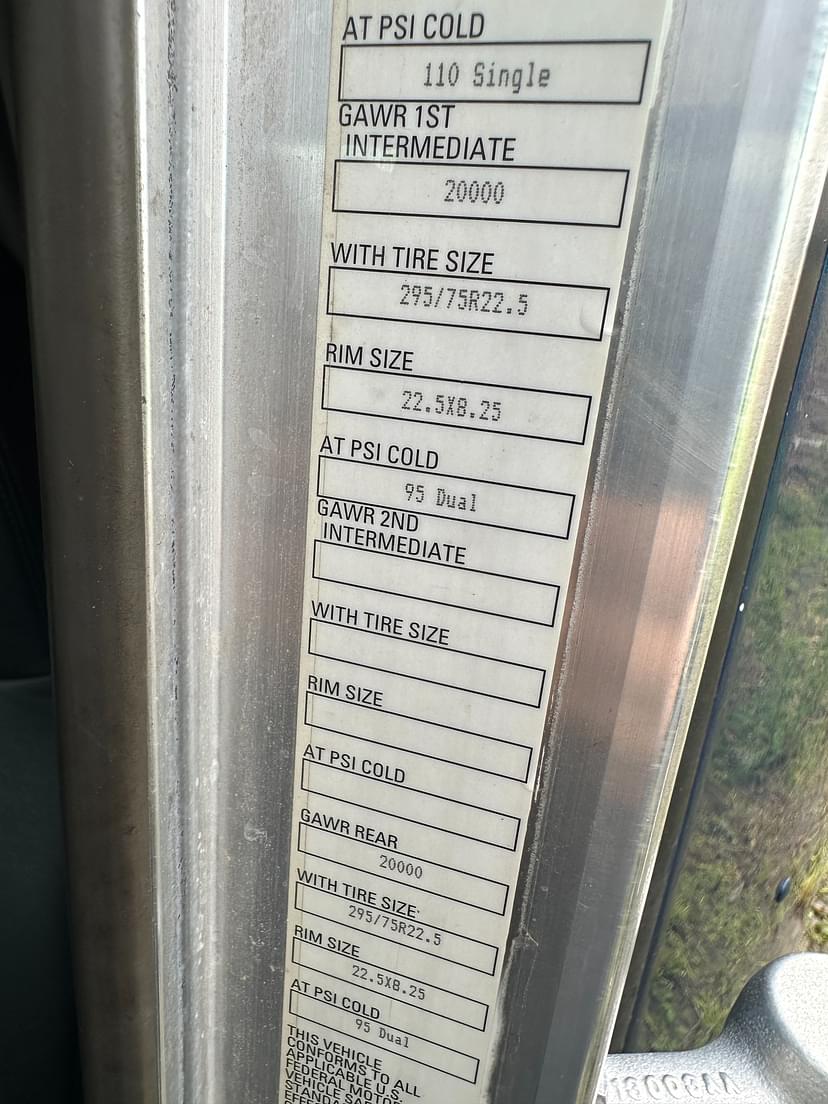 AT PSI COLD
110 Single
GAWR 1ST
INTERMEDIATE
20000
WITH TIRE SIZE
295/75R22.5
RIM SIZE
22.5X8.25
AT PSI COLD
95 Dual
GAWR 2ND
INTERMEDIATE
WITH TIRE SIZE
RIM SIZE
AT PSI COLD
GAWR REAR
20000
WITH TIRE SIZE
295/75R22.5
RIM SIZE
22.5X8.25
AT PSI COLD
95 Dual
THIS VEHICLE
CONFORMS TO ALL
APPLICABLE U.S.
FEDERAL MOTOR
VEHICLE